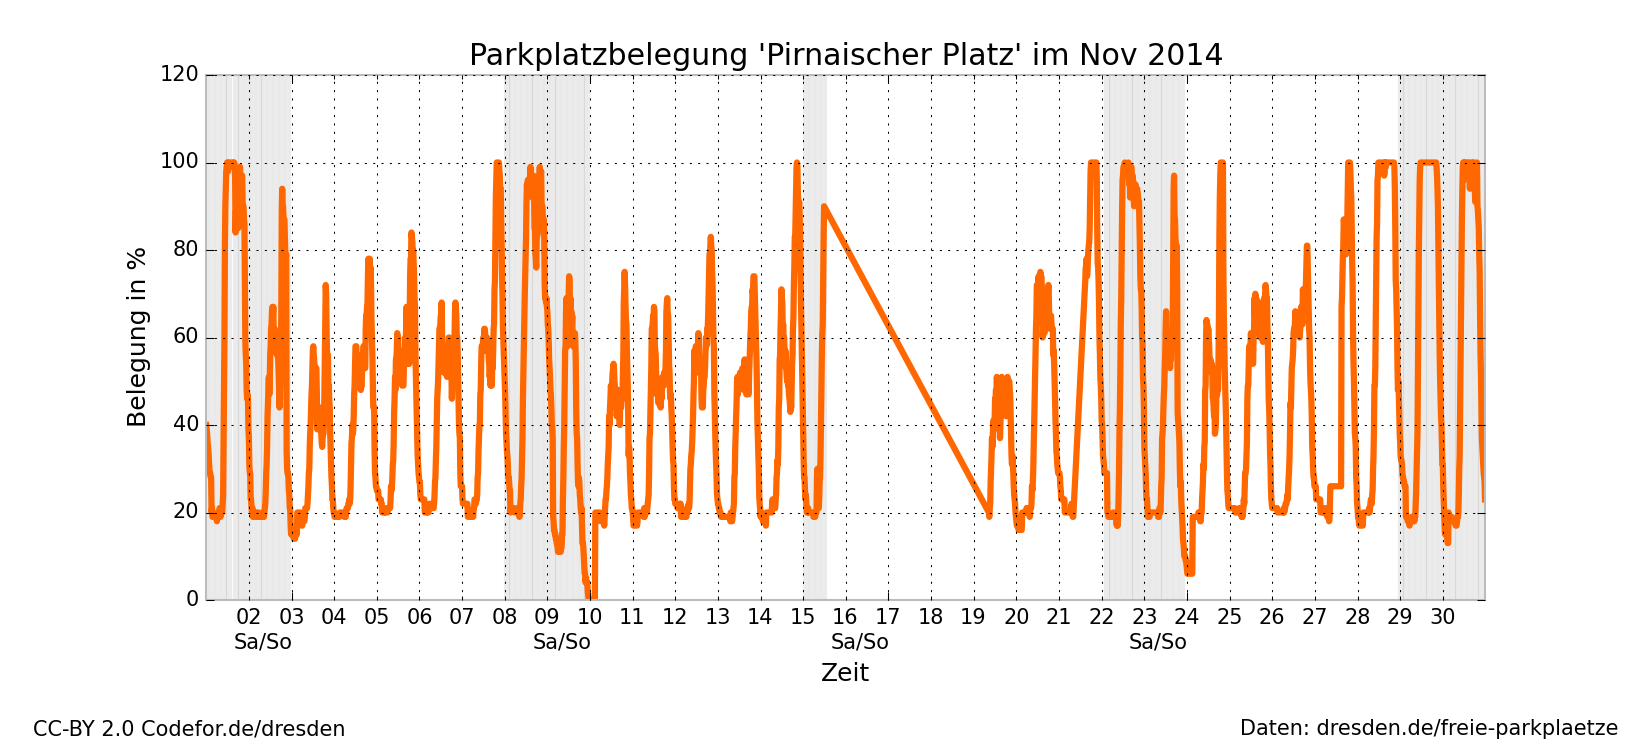 Parkplatzbelegung 'Pirnaischer Platz' im Nov 2014
120
100
80
60
40
20
0
Belegung in %
02 03 04 05 06 07 08 09 10 11 12 13 14 15 16 17 18 19 20 21 22 23 24 25 26 27 28 29 30
Sa/So Sa/So Sa/So Sa/So
Zeit
CC-BY 2.0 Codefor.de/dresden
Daten: dresden.de/freie-parkplaetze